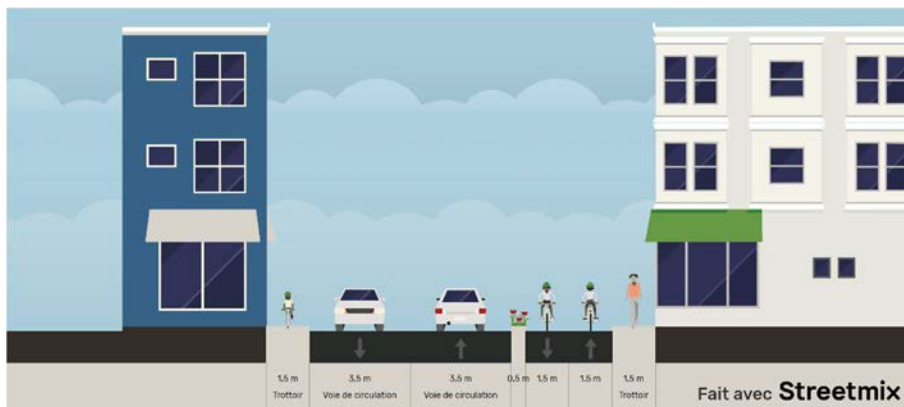 1,5 m
Trottoir
3,5 m
Voie de circulation
3,5 m
Voie de circulation
0,5 m
1,5 m
1,5 m
1,5 m
Trottoir
Fait avec Streetmix